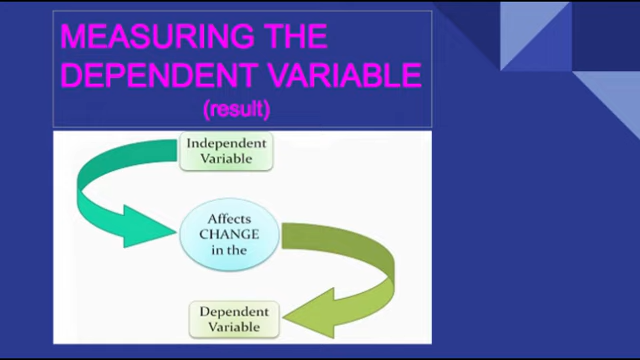 MEASURING THE
DEPENDENT VARIABLE
(result)
Independent
Variable
Affects
CHANGE
in the
Dependent
Variable